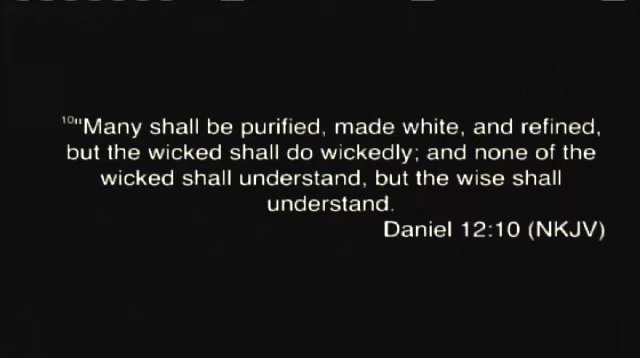 10"Many shall be purified, made white, and refined,
but the wicked shall do wickedly; and none of the
wicked shall understand, but the wise shall
understand.
Daniel 12:10 (NKJV)